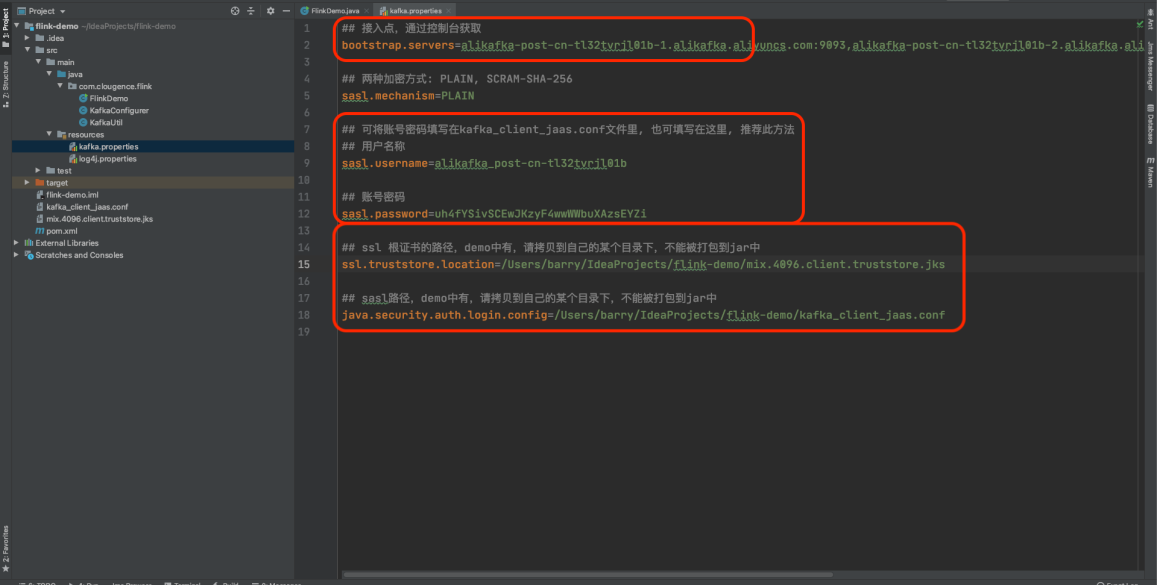 Project
FlinkDemo.java
kafka.properties
1: Project
flink-demo ~/IdeaProjects/flink-demo
.idea
src
main
java
com.clougence.flink
FlinkDemo
KafkaConfigurer
KafkaUtil
resources
kafka.properties
log4j.properties
test
target
flink-demo.iml
kafka_client_jaas.conf
mix.4096.client.truststore.jks
pom.xml
External Libraries
Scratches and Consoles
Z: Structure
2: Favorites
1 ## 接入点，通过控制台获取
2 bootstrap.servers=alikafka-post-cn-tl32tvrjl01b-1.alikafka.aliyuncs.com:9093,alikafka-post-cn-tl32tvrjl01b-2.alikafka.ali
3
4 ## 两种加密方式: PLAIN, SCRAM-SHA-256
5 sasl.mechanism=PLAIN
6
7 ## 可将账号密码填写在kafka_client_jaas.conf文件里, 也可填写在这里, 推荐此方法
8 ## 用户名称
9 sasl.username=alikafka_post-cn-tl32tvrjl01b
10
11 ## 账号密码
12 sasl.password=uh4fYSivSCEwJKzyF4wwWWbuXAzsEYZi
13
14 ## ssl 根证书的路径，demo中有，请拷贝到自己的某个目录下，不能被打包到jar中
15 ssl.truststore.location=/Users/barry/IdeaProjects/flink-demo/mix.4096.client.truststore.jks
16
17 ## sasl路径，demo中有，请拷贝到自己的某个目录下，不能被打包到jar中
18 java.security.auth.login.config=/Users/barry/IdeaProjects/flink-demo/kafka_client_jaas.conf
19
Ant
Jms Messenger
Database
Maven